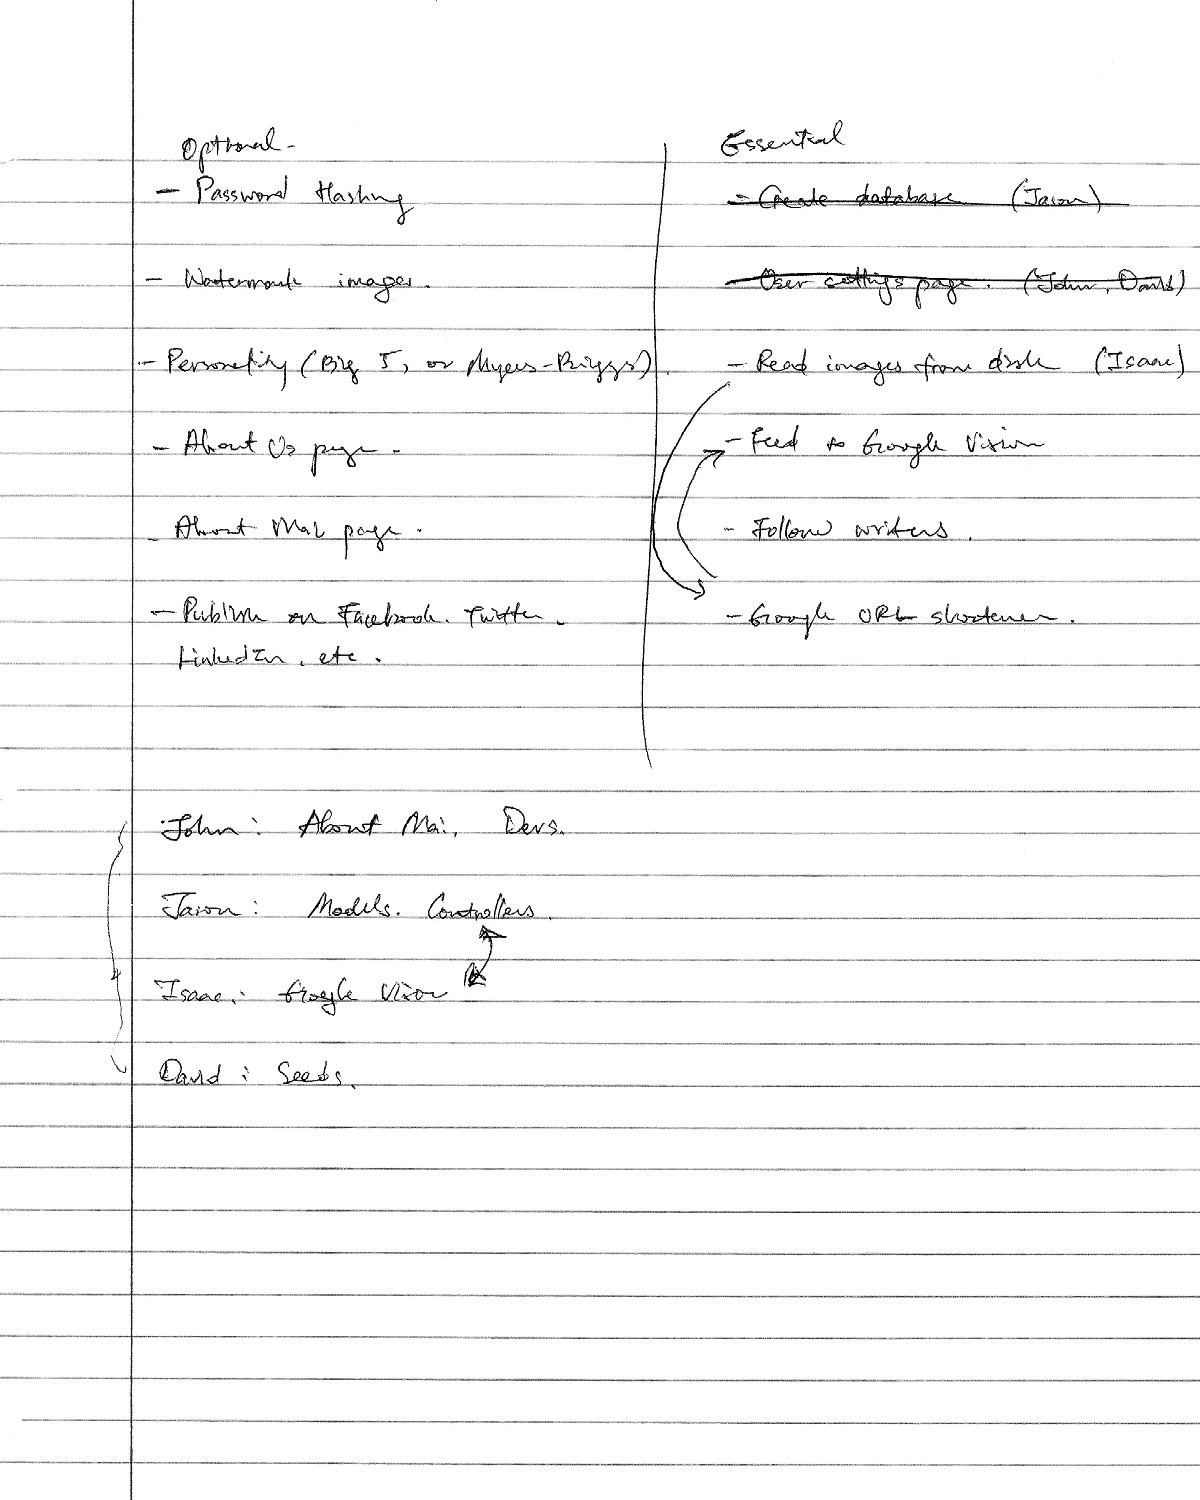 Optional -
- Password Hashing
- Watermark images.
- Personality (Big 5, or Myers-Briggs)
- About Us page.
- About Mai page.
- Publish on Facebook. Twitter.
LinkedIn. etc.
Essential
- Create database (Jason)
- User settings page. (John, David)
- Read images from disk (Isaac)
- Feed to Google Vision
- Follow writers.
- Google URL shortener.
John: About Mai, Devs.
Jason: Models. Controllers.
Isaac: Google Vision
David: Seeds.